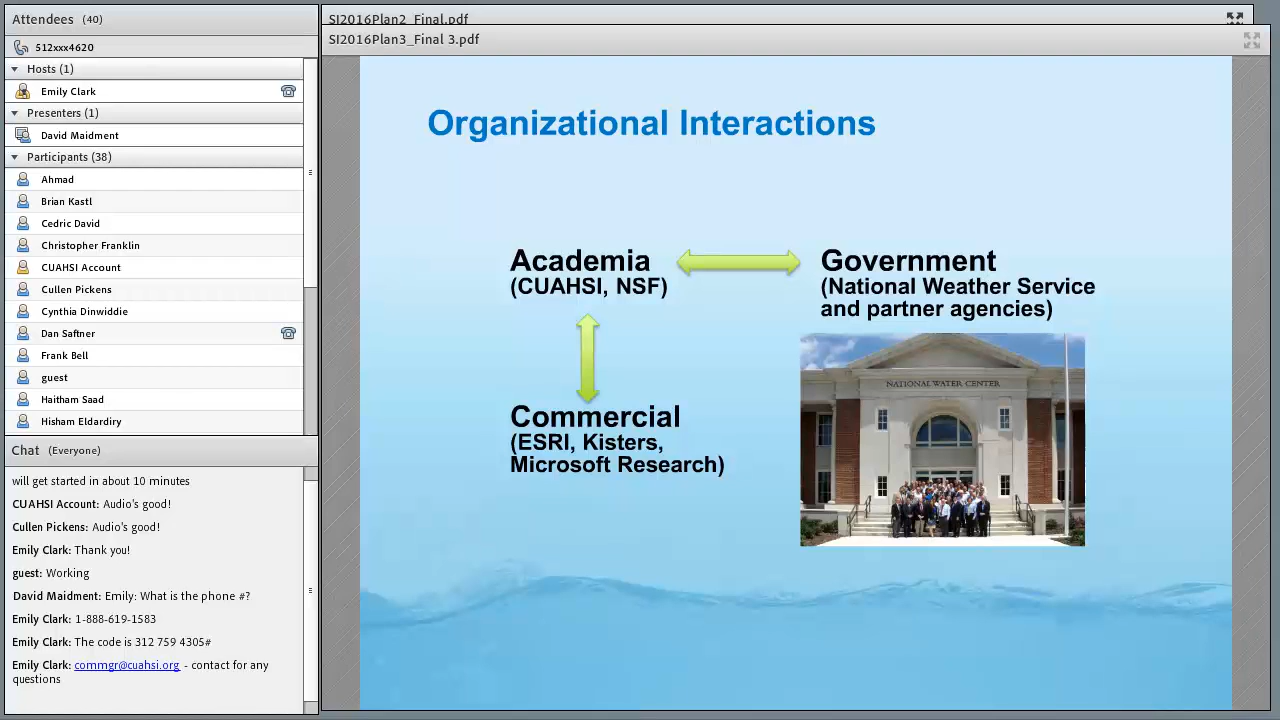 Attendees (40)
512xxx4620
Hosts (1)
Emily Clark
Presenters (1)
David Maidment
Participants (38)
Ahmad
Brian Kastl
Cedric David
Christopher Franklin
CUAHSI Account
Cullen Pickens
Cynthia Dinwiddie
Dan Saftner
Frank Bell
guest
Haitham Saad
Hisham Eldardiry
Chat (Everyone)
will get started in about 10 minutes
CUAHSI Account: Audio's good!
Cullen Pickens: Audio's good!
Emily Clark: Thank you!
guest: Working
David Maidment: Emily: What is the phone #?
Emily Clark: 1-888-619-1583
Emily Clark: The code is 312 759 4305#
Emily Clark: commgr@cuahsi.org - contact for any
questions
SI2016Plan2_Final.pdf
SI2016Plan3_Final 3.pdf
Organizational Interactions
Academia
(CUAHSI, NSF)
Government
(National Weather Service
and partner agencies)
NATIONAL WATER CENTER
Commercial
(ESRI, Kisters,
Microsoft Research)